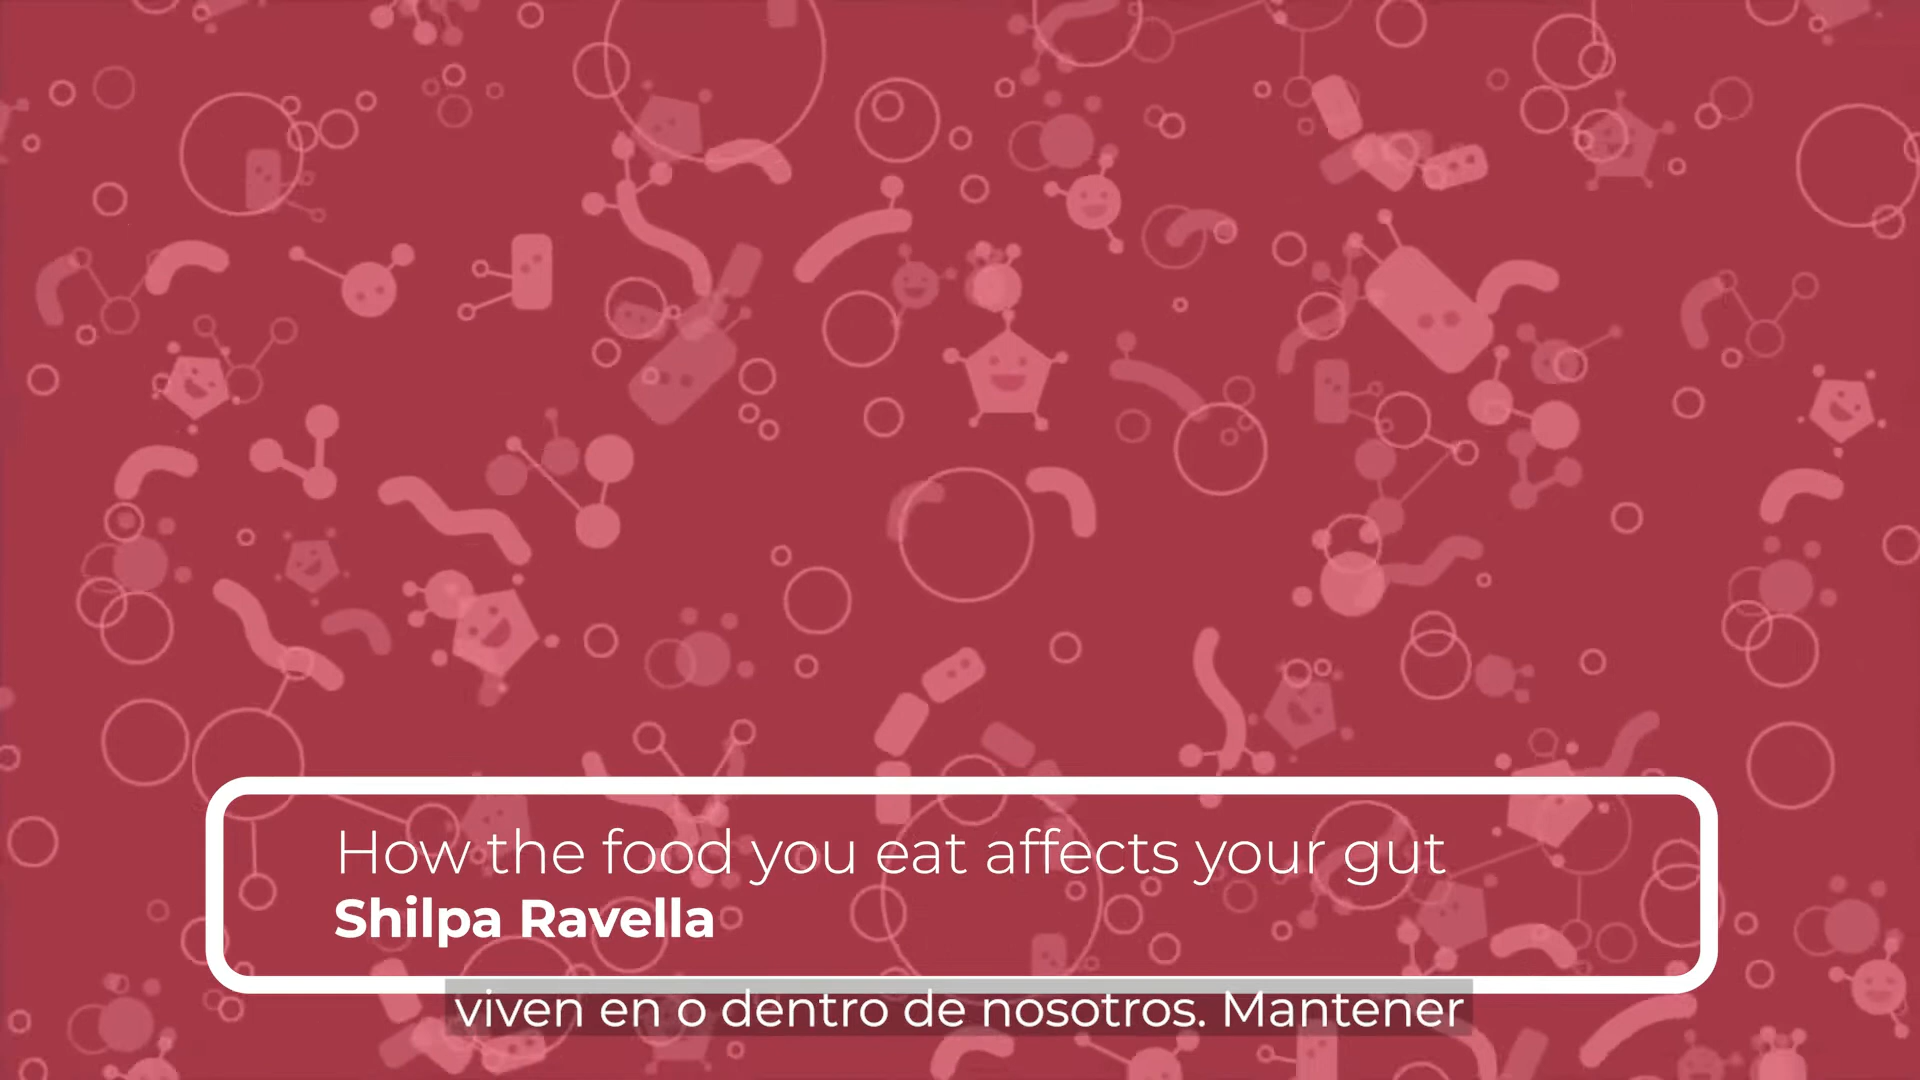 How the food you eat affects your gut
Shilpa Ravella
viven en o dentro de nosotros. Mantener